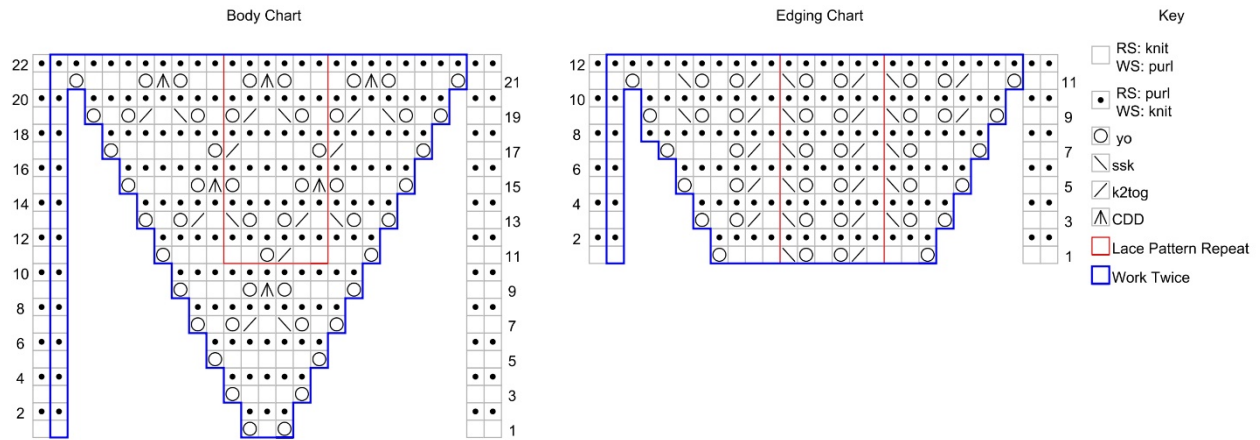 Body Chart
Edging Chart
Key
22
21
20
19
18
17
16
15
14
13
12
11
10
9
8
7
6
5
4
3
2
1
12
11
10
9
8
7
6
5
4
3
2
1
RS: knit
WS: purl
RS: purl
WS: knit
yo
ssk
k2tog
CDD
Lace Pattern Repeat
Work Twice